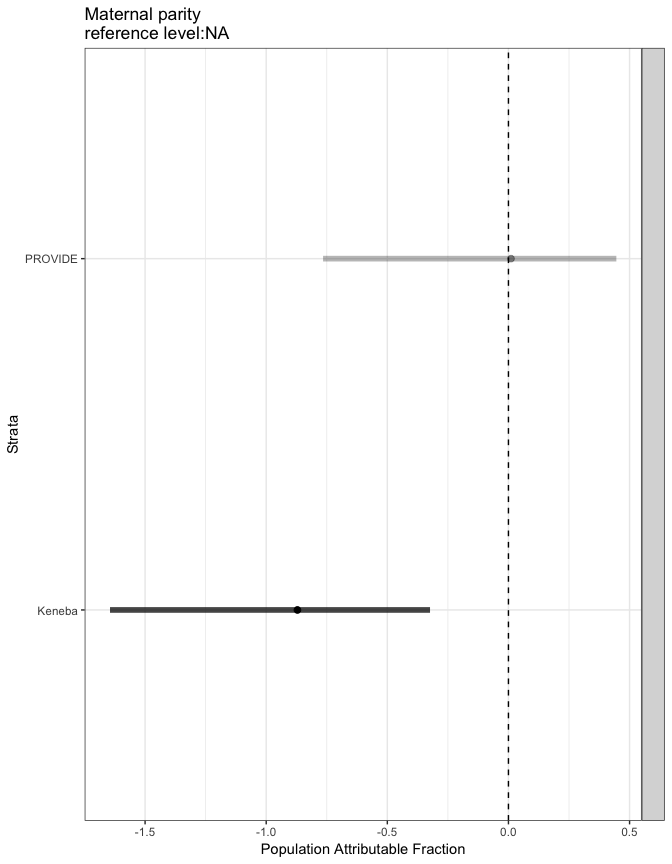 Maternal parity
reference level:NA
PROVIDE
Strata
Keneba
-1.5 -1.0 -0.5 0.0 0.5
Population Attributable Fraction